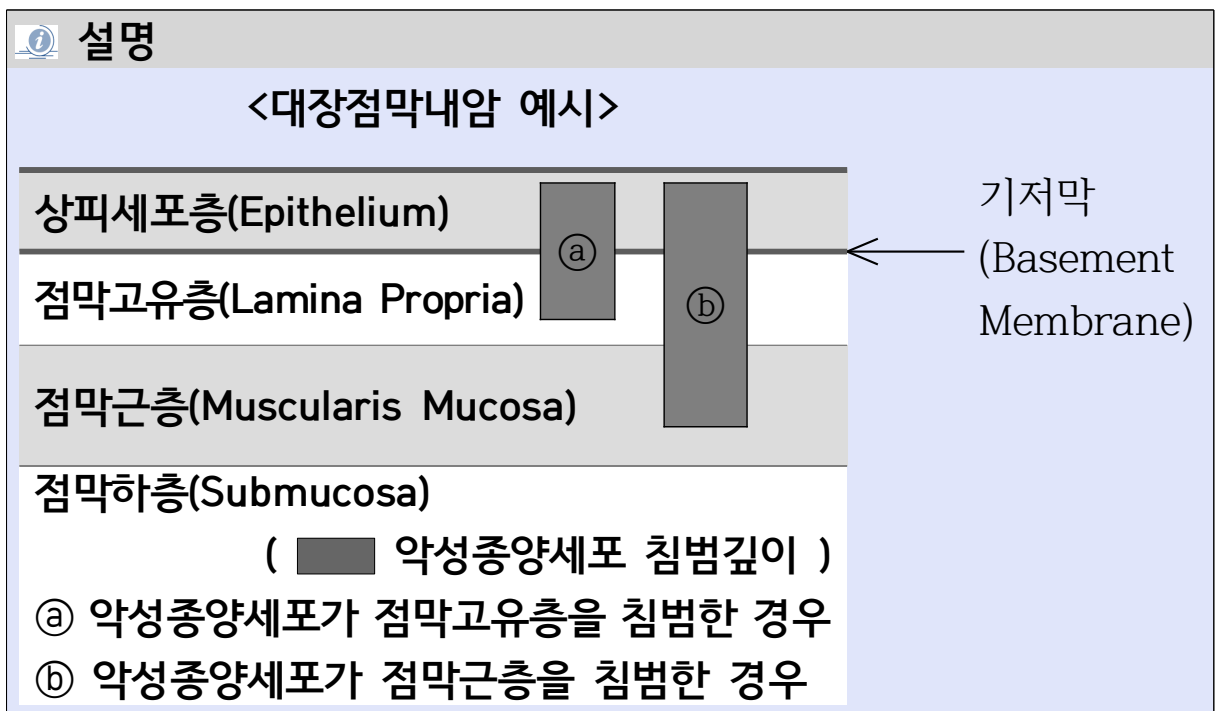 설명
<대장점막내암 예시>
상피세포층(Epithelium)
ⓐ
기저막
(Basement
Membrane)
점막고유층(Lamina Propria)
ⓑ
점막근층(Muscularis Mucosa)
점막하층(Submucosa)
( 악성종양세포 침범깊이 )
ⓐ 악성종양세포가 점막고유층을 침범한 경우
ⓑ 악성종양세포가 점막근층을 침범한 경우